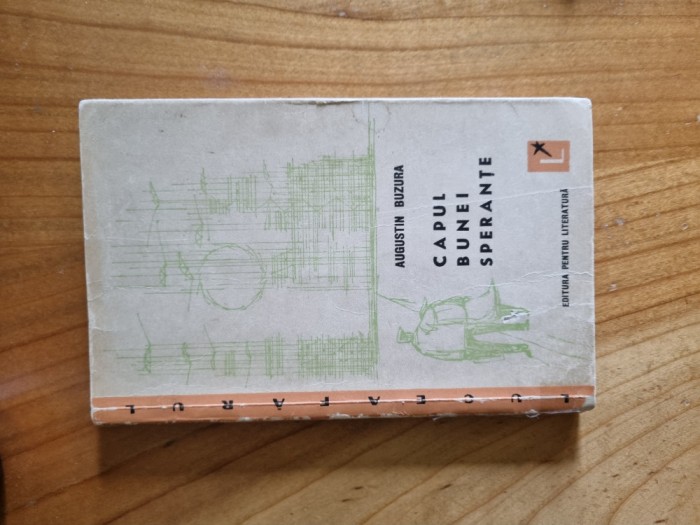 AUGUSTIN BUZURA
CAPUL
BUNEI
SPERANȚE
L
EDITURA PENTRU LITERATURĂ
LUCEAFĂRUL